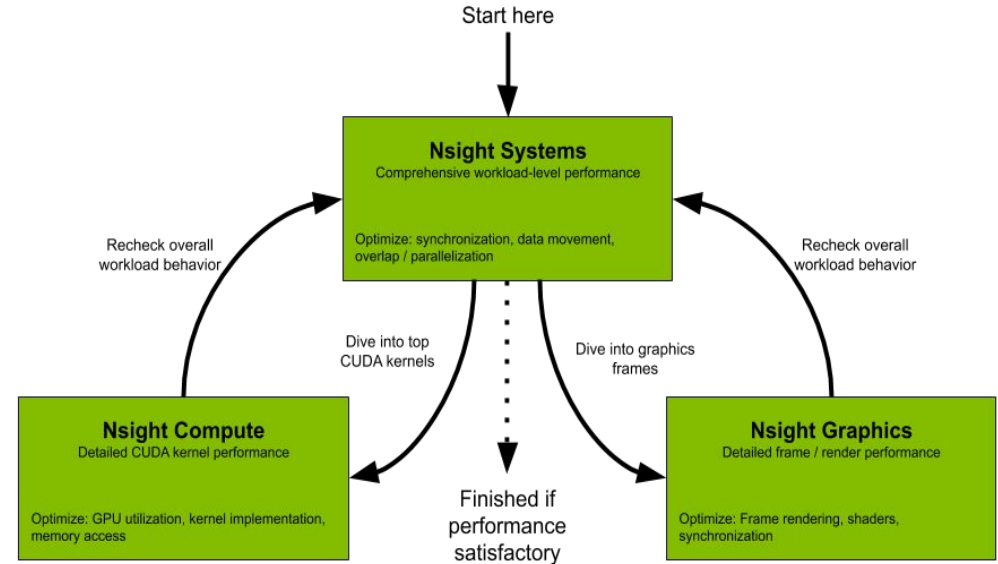 Start here
Nsight Systems
Comprehensive workload-level performance
Optimize: synchronization, data movement,
overlap / parallelization
Recheck overall
workload behavior
Recheck overall
workload behavior
Dive into top
CUDA kernels
Dive into graphics
frames
Nsight Compute
Detailed CUDA kernel performance
Optimize: GPU utilization, kernel implementation,
memory access
Finished if
performance
satisfactory
Nsight Graphics
Detailed frame / render performance
Optimize: Frame rendering, shaders,
synchronization